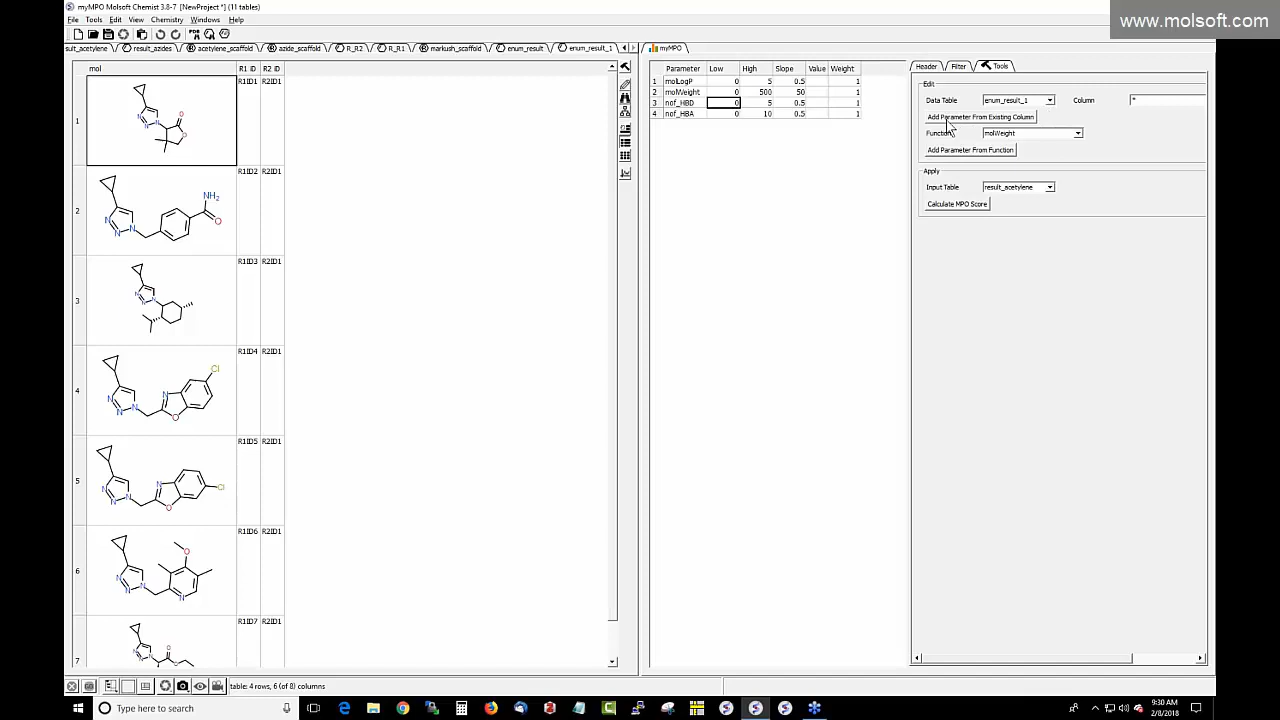 myMPO Molsoft Chemist 3.8-7 [NewProject *] (11 tables)
www.molsoft.com
File Tools Edit View Chemistry Windows Help
sult_acetylene result_azides acetylene_scaffold azide_scaffold R_R2 R_R1 markush_scaffold enum_result enum_result_1 myMPO
mol R1 ID R2 ID
1 R1ID1 R2ID1
N N N O O
2 R1ID2 R2ID1
NH2 N N N O
3 R1ID3 R2ID1
N N N
4 R1ID4 R2ID1
Cl N N N N O
5 R1ID5 R2ID1
N N N N O Cl
6 R1ID6 R2ID1
O N N N N
7 R1ID7 R2ID1
N N N O
Parameter Low High Slope Value Weight
1 molLogP 0 5 0.5 1
2 molWeight 0 500 50 1
3 nof_HBD 0 5 0.5 1
4 nof_HBA 0 10 0.5 1
Header Filter Tools
Edit
Data Table enum_result_1 Column *
Add Parameter From Existing Column
Function molWeight
Add Parameter From Function
Apply
Input Table result_acetylene
Calculate MPO Score
table: 4 rows, 6 (of 8) columns
Type here to search
9:30 AM
2/8/2018